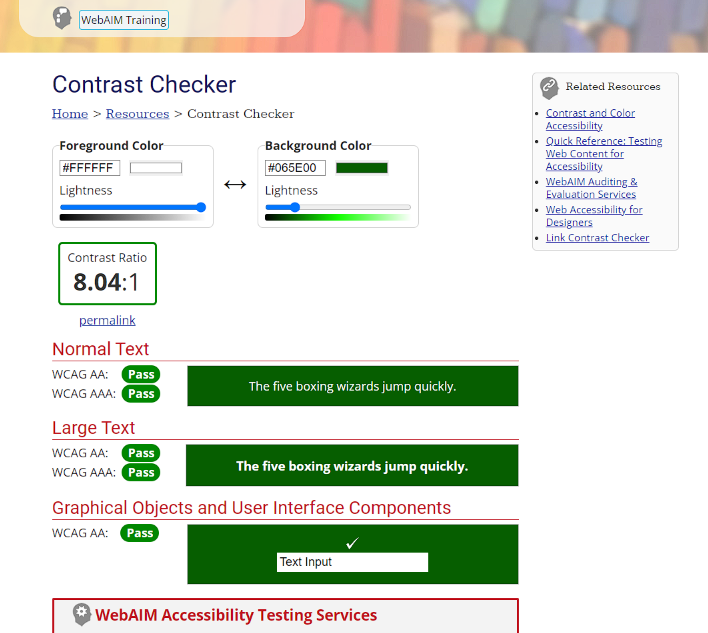 WebAIM Training
Contrast Checker
Home > Resources > Contrast Checker
Foreground Color
#FFFFFF
Lightness
Background Color
#065E00
Lightness
Contrast Ratio
8.04:1
permalink
Normal Text
WCAG AA: Pass
WCAG AAA: Pass
The five boxing wizards jump quickly.
Large Text
WCAG AA: Pass
WCAG AAA: Pass
The five boxing wizards jump quickly.
Graphical Objects and User Interface Components
WCAG AA: Pass
Text Input
WebAIM Accessibility Testing Services
Related Resources
Contrast and Color
Accessibility
Quick Reference: Testing
Web Content for
Accessibility
WebAIM Auditing &
Evaluation Services
Web Accessibility for
Designers
Link Contrast Checker